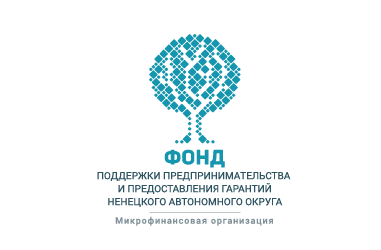 ФОНД
ПОДДЕРЖКИ ПРЕДПРИНИМАТЕЛЬСТВА
И ПРЕДОСТАВЛЕНИЯ ГАРАНТИЙ
НЕНЕЦКОГО АВТОНОМНОГО ОКРУГА
Микрофинансовая организация